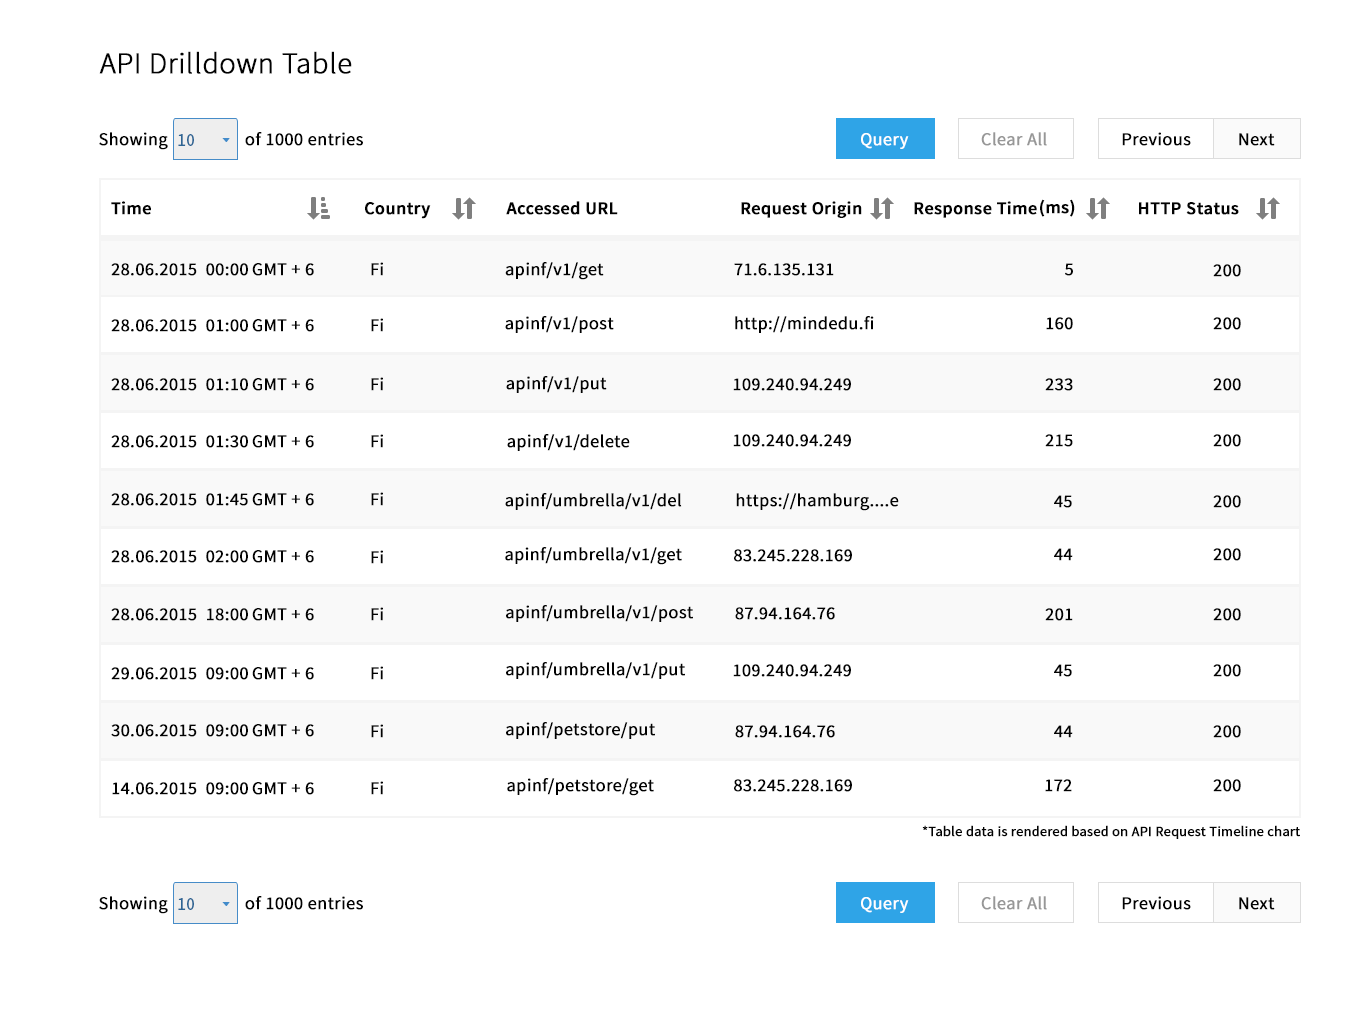 API Drilldown Table
Showing 10 of 1000 entries Query Clear All Previous Next
Time Country Accessed URL Request Origin Response Time(ms) HTTP Status
28.06.2015 00:00 GMT + 6 Fi apinf/v1/get 71.6.135.131 5 200
28.06.2015 01:00 GMT + 6 Fi apinf/v1/post http://mindedu.fi 160 200
28.06.2015 01:10 GMT + 6 Fi apinf/v1/put 109.240.94.249 233 200
28.06.2015 01:30 GMT + 6 Fi apinf/v1/delete 109.240.94.249 215 200
28.06.2015 01:45 GMT + 6 Fi apinf/umbrella/v1/del https://hamburg....e 45 200
28.06.2015 02:00 GMT + 6 Fi apinf/umbrella/v1/get 83.245.228.169 44 200
28.06.2015 18:00 GMT + 6 Fi apinf/umbrella/v1/post 87.94.164.76 201 200
29.06.2015 09:00 GMT + 6 Fi apinf/umbrella/v1/put 109.240.94.249 45 200
30.06.2015 09:00 GMT + 6 Fi apinf/petstore/put 87.94.164.76 44 200
14.06.2015 09:00 GMT + 6 Fi apinf/petstore/get 83.245.228.169 172 200
*Table data is rendered based on API Request Timeline chart
Showing 10 of 1000 entries Query Clear All Previous Next